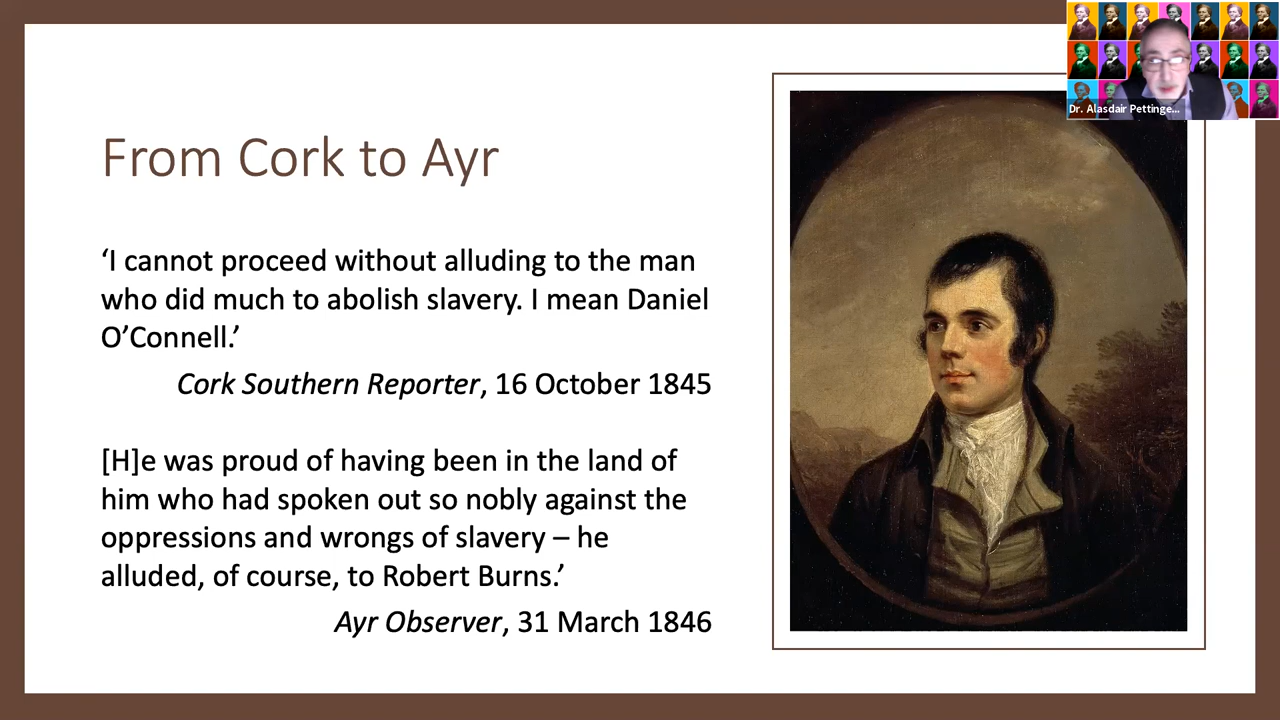 Dr. Alasdair Pettinge...
From Cork to Ayr
‘I cannot proceed without alluding to the man
who did much to abolish slavery. I mean Daniel
O’Connell.’
Cork Southern Reporter, 16 October 1845
[H]e was proud of having been in the land of
him who had spoken out so nobly against the
oppressions and wrongs of slavery – he
alluded, of course, to Robert Burns.’
Ayr Observer, 31 March 1846